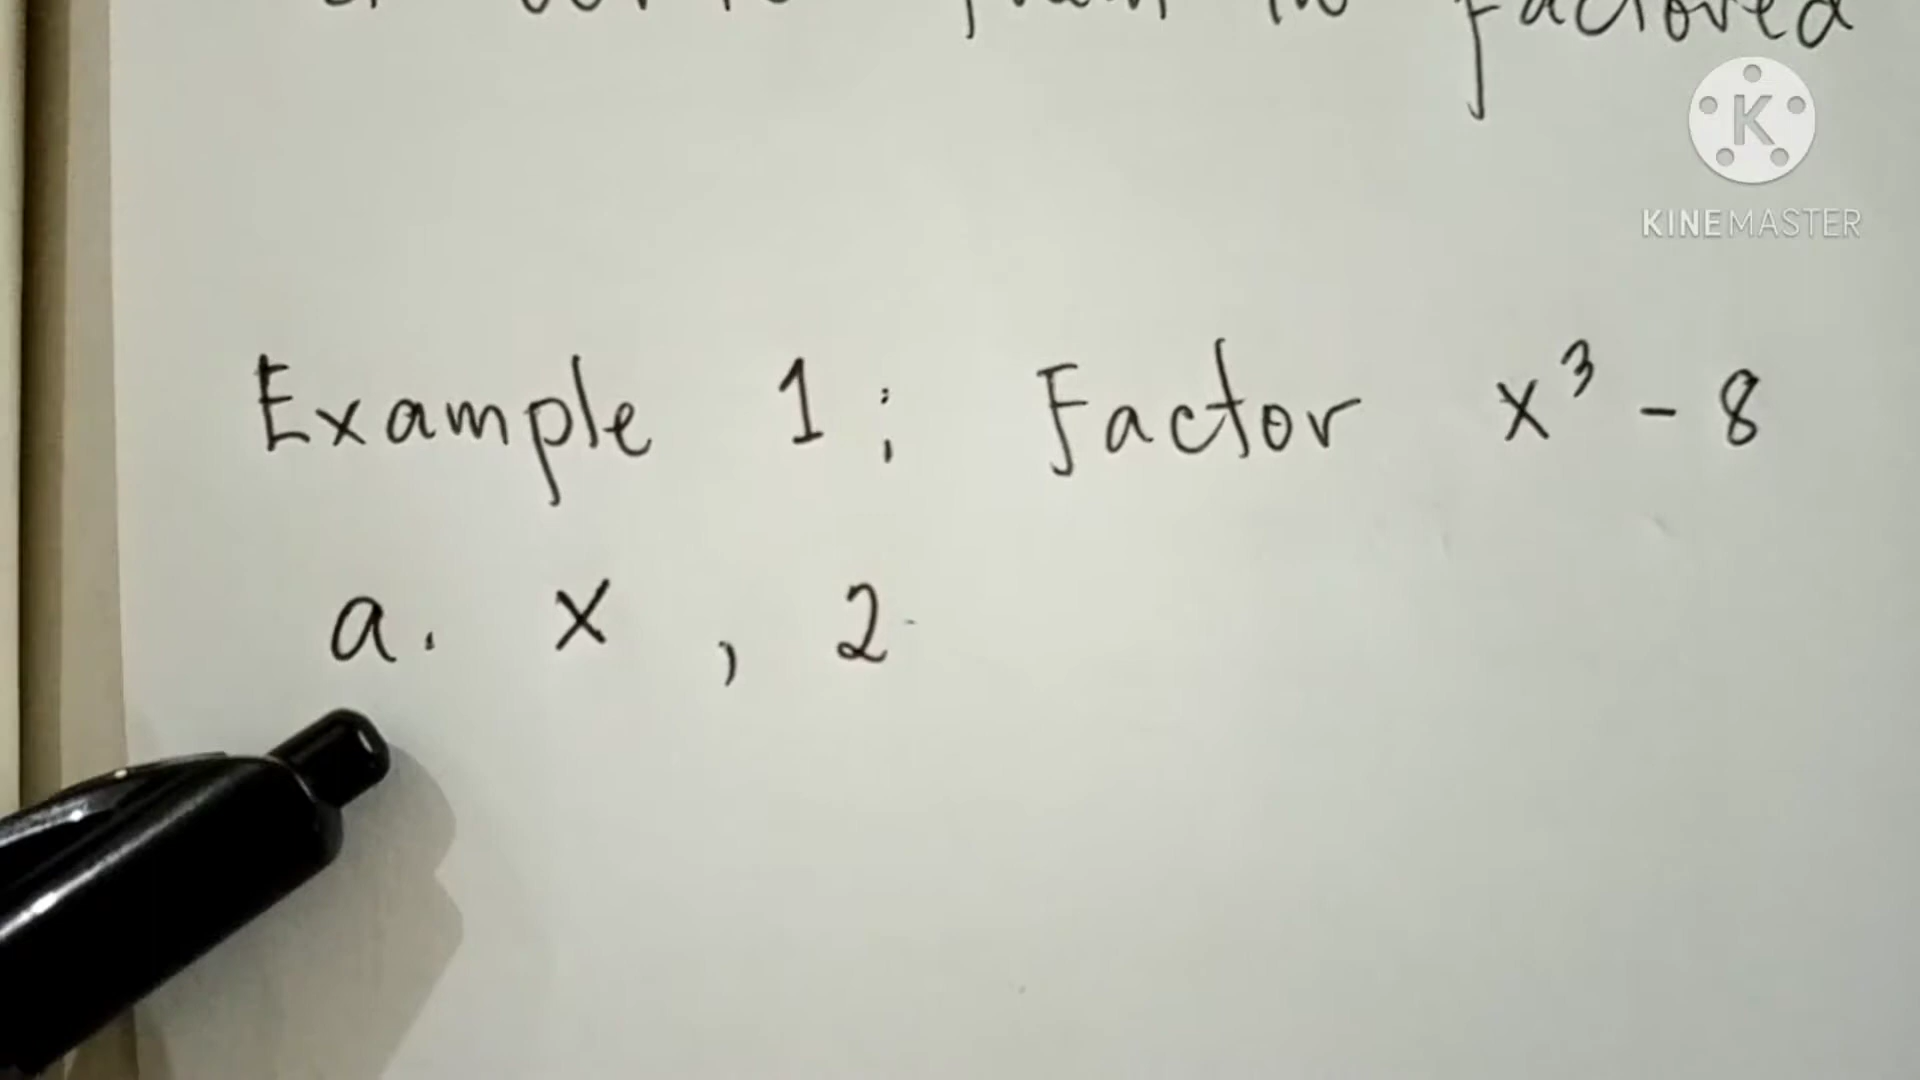 factored
K
KINEMASTER
Example 1: Factor x³ - 8
a. x , 2